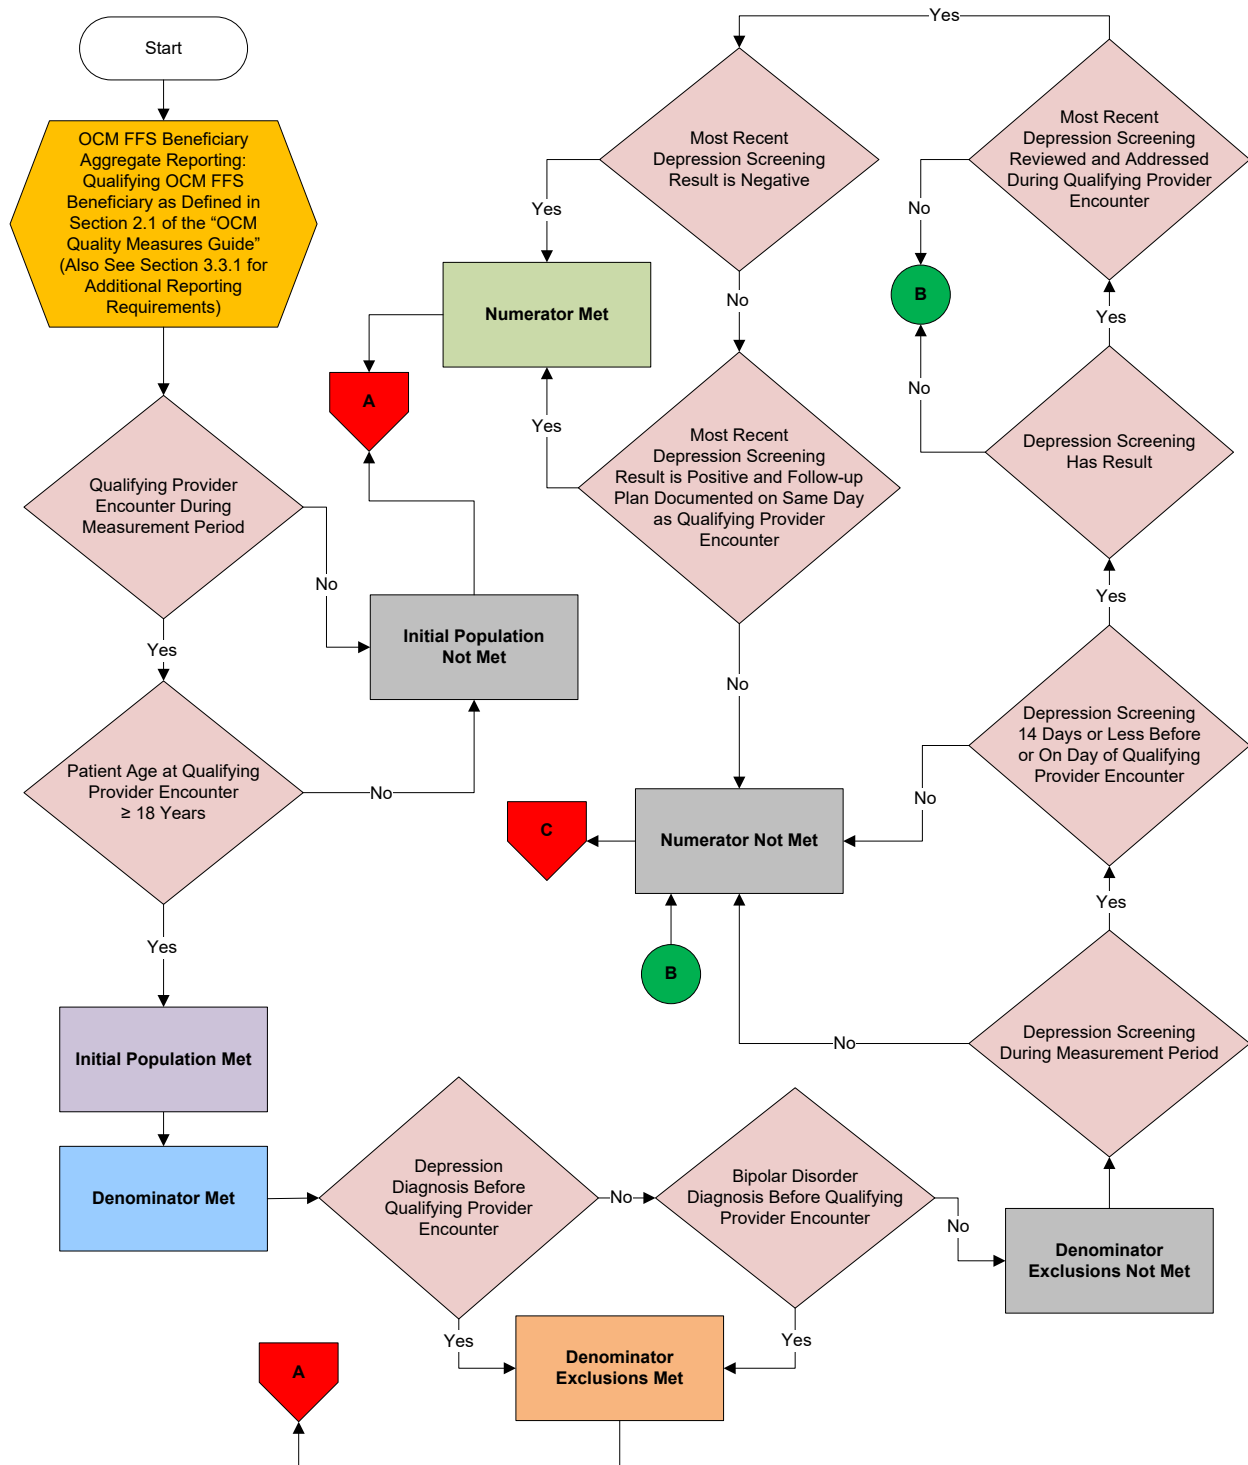 Start
OCM FFS Beneficiary
Aggregate Reporting:
Qualifying OCM FFS
Beneficiary as Defined in
Section 2.1 of the “OCM
Quality Measures Guide”
(Also See Section 3.3.1 for
Additional Reporting
Requirements)
Qualifying Provider
Encounter During
Measurement Period
No
Yes
Initial Population
Not Met
A
Patient Age at Qualifying
Provider Encounter
≥ 18 Years
No
Yes
Initial Population Met
Denominator Met
Depression
Diagnosis Before
Qualifying Provider
Encounter
No
Yes
Bipolar Disorder
Diagnosis Before Qualifying
Provider Encounter
No
Yes
Denominator
Exclusions Met
A
Denominator
Exclusions Not Met
Depression Screening
During Measurement Period
No
Yes
Depression Screening
14 Days or Less Before
or On Day of Qualifying
Provider Encounter
No
Yes
Depression Screening
Has Result
No
Yes
B
Most Recent
Depression Screening
Reviewed and Addressed
During Qualifying Provider
Encounter
No
Yes
Most Recent
Depression Screening
Result is Negative
Yes
No
Numerator Met
Most Recent
Depression Screening
Result is Positive and Follow-up
Plan Documented on Same Day
as Qualifying Provider
Encounter
Yes
No
Numerator Not Met
C
B